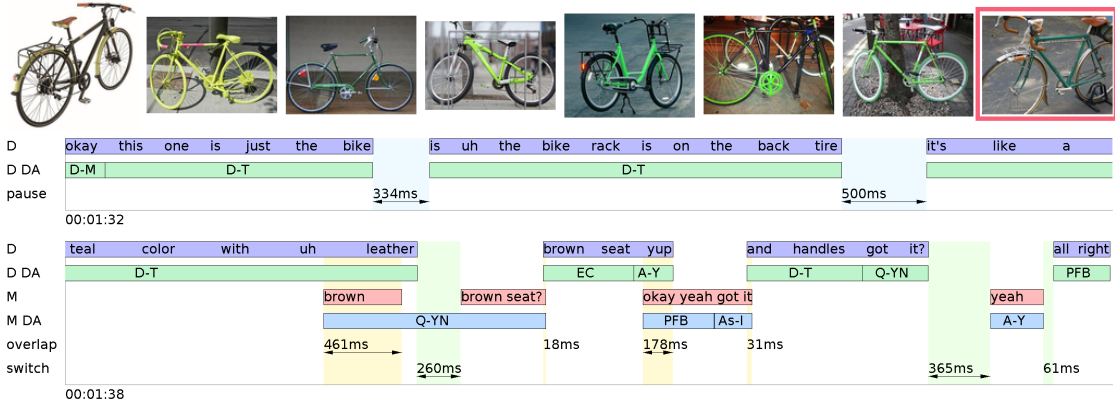 D okay this one is just the bike is uh the bike rack is on the back tire it's like a
D DA D-M D-T D-T
pause 334ms 500ms
00:01:32
D teal color with uh leather brown seat yup and handles got it? all right
D DA D-T EC A-Y D-T Q-YN PFB
M brown brown seat? okay yeah got it yeah
M DA Q-YN PFB As-I A-Y
overlap 461ms 18ms 178ms 31ms
switch 260ms 365ms 61ms
00:01:38